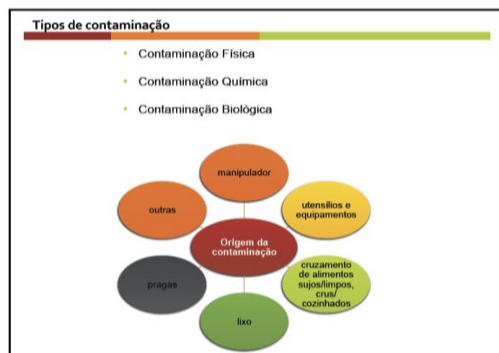 Tipos de contaminação
Contaminação Física
Contaminação Química
Contaminação Biológica
manipulador
utensílios e
equipamentos
cruzamento
de alimentos
sujos/limpos,
crus/
cozinhados
lixo
pragas
outras
Origem da
contaminação